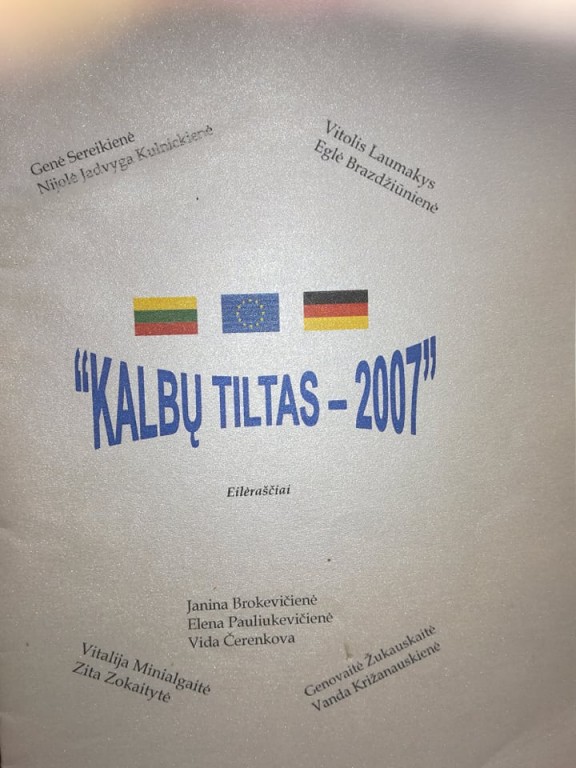 Genė Sereikienė
Nijolė Jadvyga Kulnickienė
Vitolis Laumakys
Eglė Brazdžiūnienė
“KALBŲ TILTAS – 2007”
Eilėraščiai
Janina Brokevičienė
Elena Pauliukevičienė
Vida Čerenkova
Vitalija Minialgaitė
Zita Zokaitytė
Genovaitė Žukauskaitė
Vanda Križanauskienė